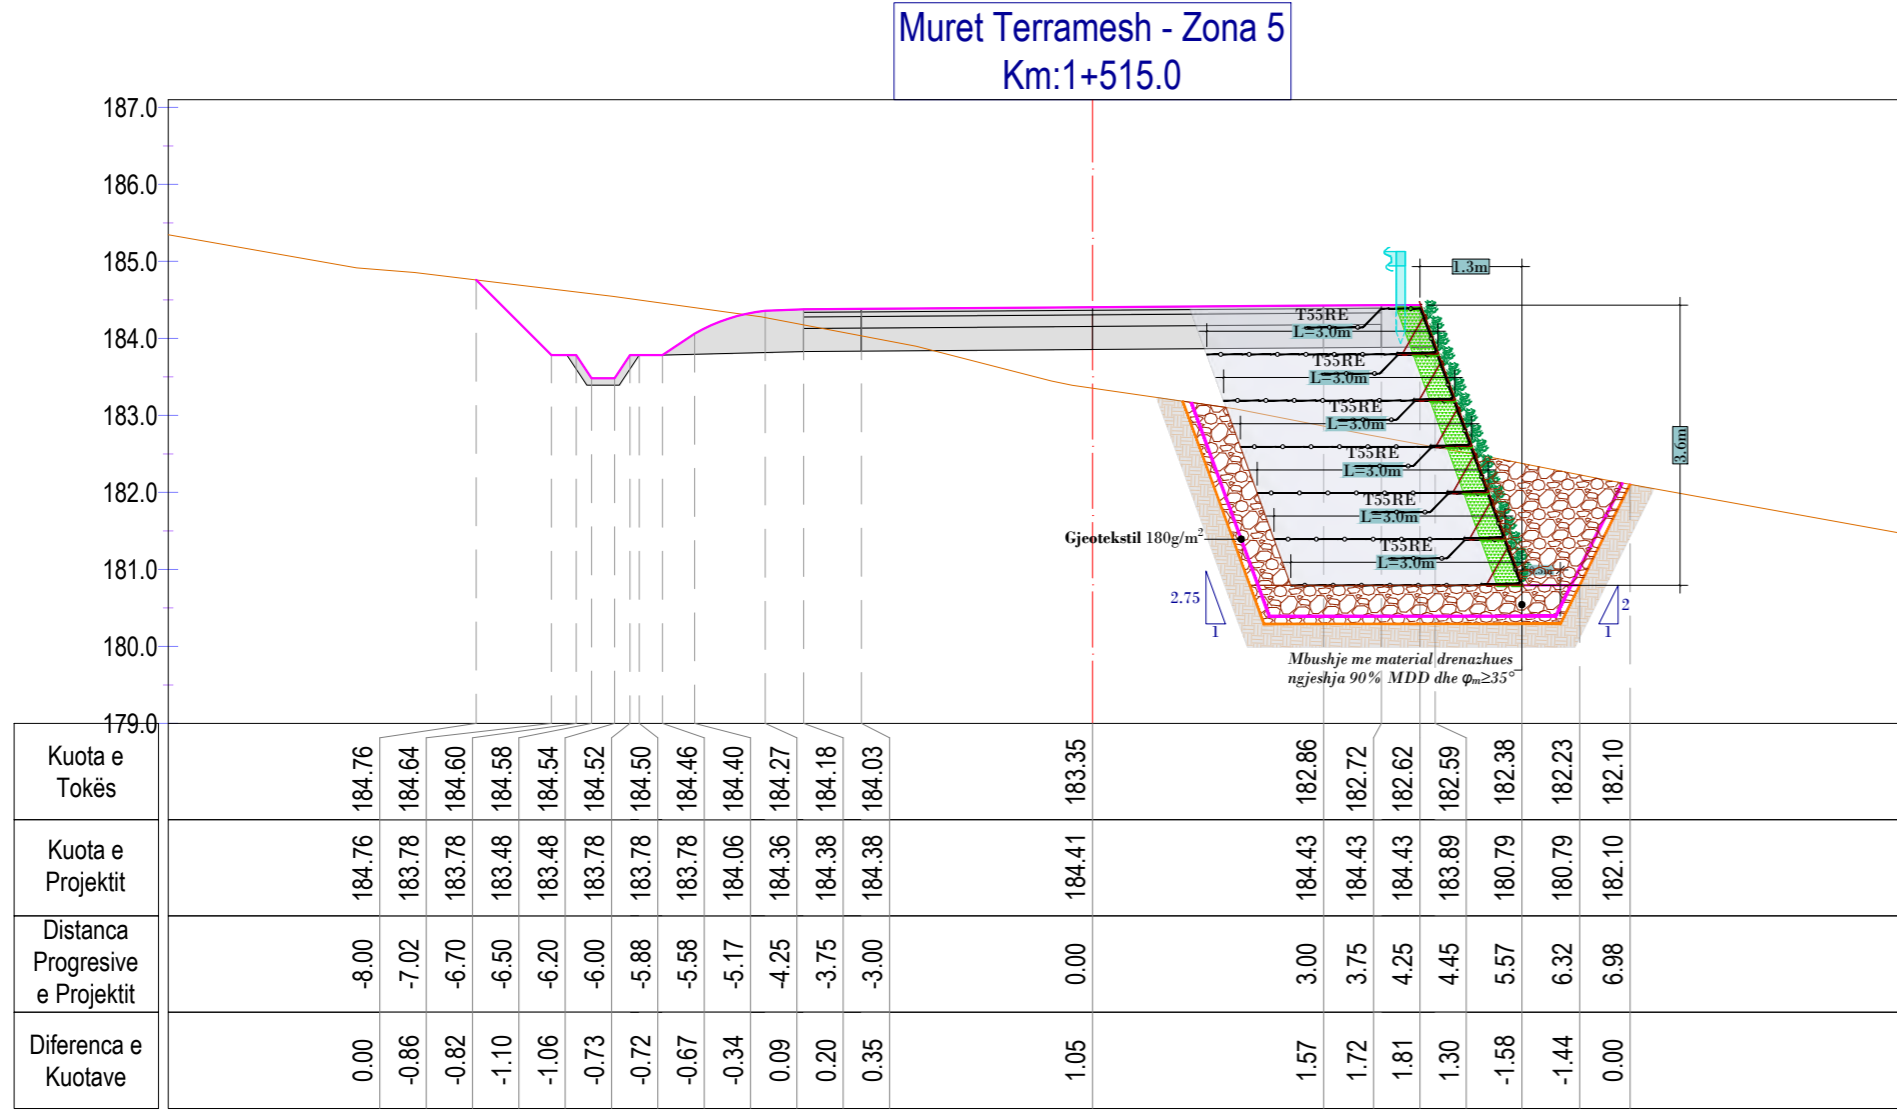 Muret Terramesh - Zona 5
Km:1+515.0
187.0
186.0
185.0
184.0
183.0
182.0
181.0
180.0
179.0
1.3m
3.6m
T55RE
L=3.0m
T55RE
L=3.0m
T55RE
L=3.0m
T55RE
L=3.0m
T55RE
L=3.0m
T55RE
L=3.0m
Gjeotekstil 180g/m²
2.75
1
2
1
Mbushje me material drenazhues
ngjeshja 90% MDD dhe φm≥35°
Kuota e
Tokës
184.76 184.64 184.60 184.58 184.54 184.52 184.50 184.46 184.40 184.27 184.18 184.03 183.35 182.86 182.72 182.62 182.59 182.38 182.23 182.10
Kuota e
Projektit
184.76 183.78 183.78 183.48 183.48 183.78 183.78 183.78 184.06 184.36 184.38 184.38 184.41 184.43 184.43 184.43 183.89 180.79 180.79 182.10
Distanca
Progresive
e Projektit
-8.00 -7.02 -6.70 -6.50 -6.20 -6.00 -5.88 -5.58 -5.17 -4.25 -3.75 -3.00 0.00 3.00 3.75 4.25 4.45 5.57 6.32 6.98
Diferenca e
Kuotave
0.00 -0.86 -0.82 -1.10 -1.06 -0.73 -0.72 -0.67 -0.34 0.09 0.20 0.35 1.05 1.57 1.72 1.81 1.30 -1.58 -1.44 0.00